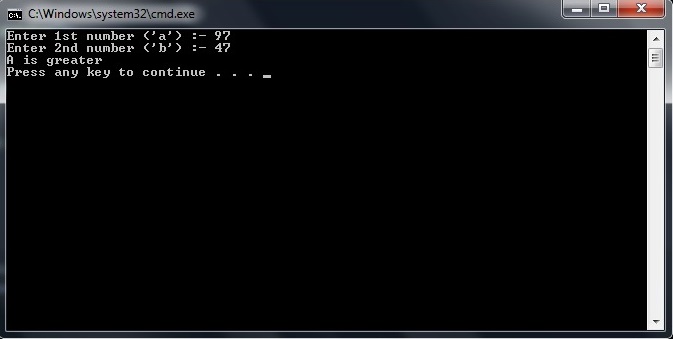 C:\Windows\system32\cmd.exe
Enter 1st number ('a') :- 97
Enter 2nd number ('b') :- 47
A is greater
Press any key to continue . . . _